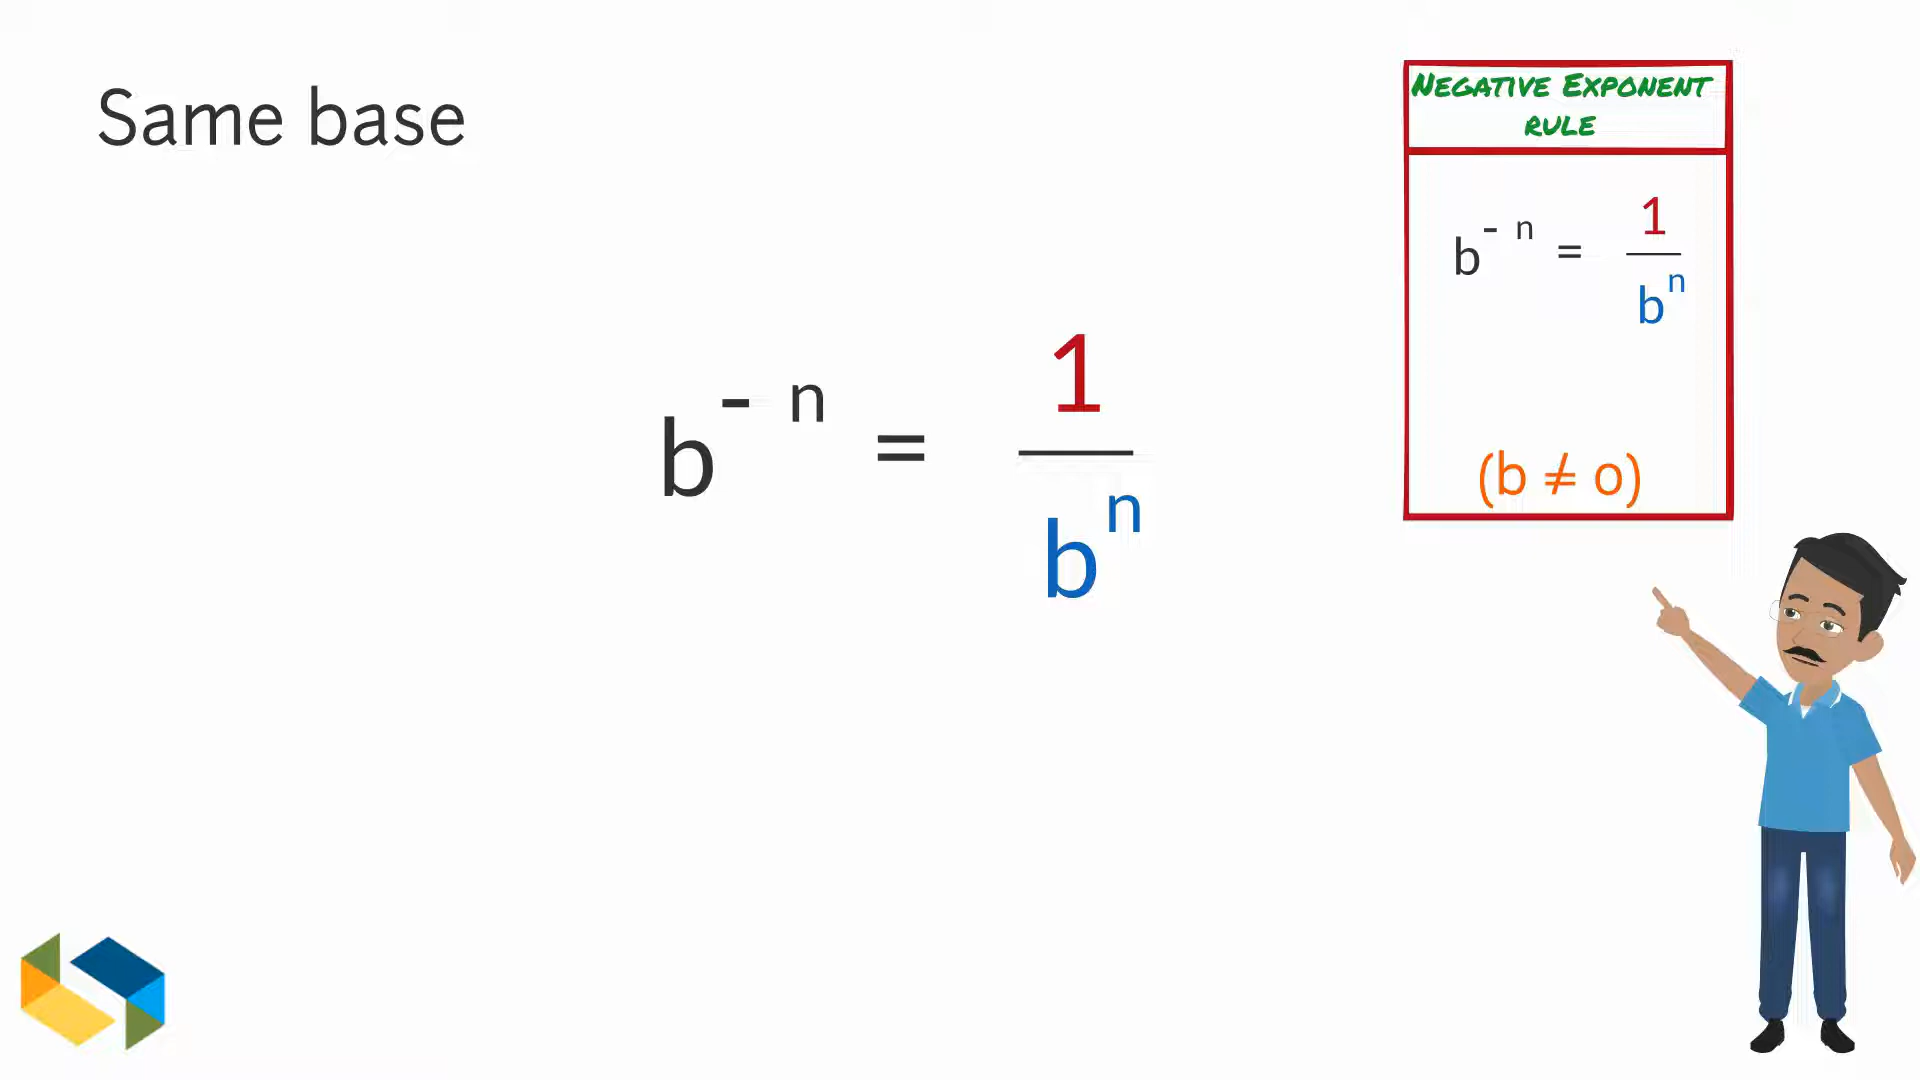 Same base
b⁻ ⁿ = 1/bⁿ
NEGATIVE EXPONENT
RULE
b⁻ ⁿ = 1/bⁿ
(b ≠ o)